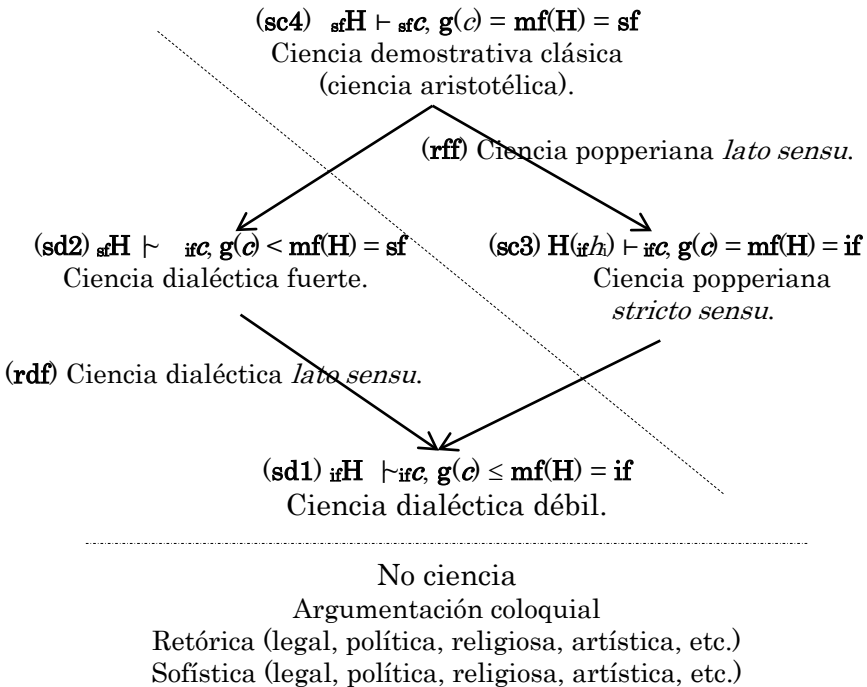 (sc4) sfH ⊢ sfc, g(c) = mf(H) = sf
Ciencia demostrativa clásica
(ciencia aristotélica).
(rff) Ciencia popperiana lato sensu.
(sd2) sfH |~ ifc, g(c) < mf(H) = sf
Ciencia dialéctica fuerte.
(sc3) H(ifhi) ⊢ ifc, g(c) = mf(H) = if
Ciencia popperiana
stricto sensu.
(rdf) Ciencia dialéctica lato sensu.
(sd1) ifH |~ifc, g(c) ≤ mf(H) = if
Ciencia dialéctica débil.
No ciencia
Argumentación coloquial
Retórica (legal, política, religiosa, artística, etc.)
Sofística (legal, política, religiosa, artística, etc.)